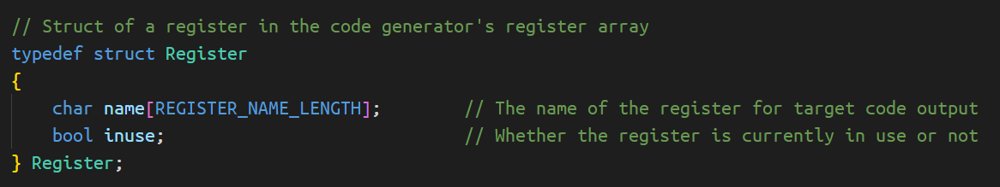 // Struct of a register in the code generator's register array
typedef struct Register
{
    char name[REGISTER_NAME_LENGTH];        // The name of the register for target code output
    bool inuse;                             // Whether the register is currently in use or not
} Register;